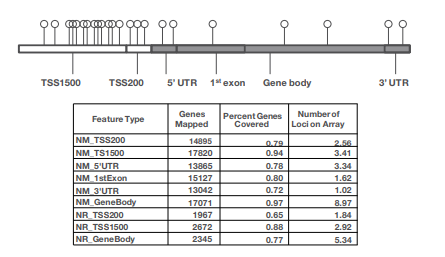 TSS1500 TSS200 5' UTR 1st exon Gene body 3' UTR
Feature Type Genes Mapped Percent Genes Covered Number of Loci on Array
NM_TSS200 14895 0.79 2.56
NM_TS1500 17820 0.94 3.41
NM_5'UTR 13865 0.78 3.34
NM_1stExon 15127 0.80 1.62
NM_3'UTR 13042 0.72 1.02
NM_GeneBody 17071 0.97 8.97
NR_TSS200 1967 0.65 1.84
NR_TSS1500 2672 0.88 2.92
NR_GeneBody 2345 0.77 5.34